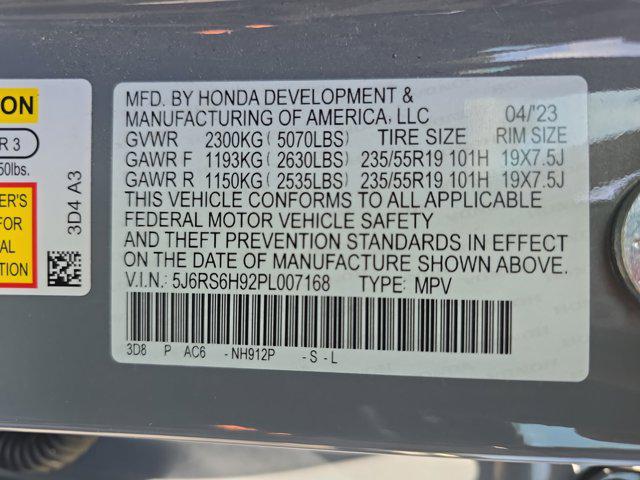 ON
R 3
50lbs.
ER'S
FOR
AL
ION
3D4 A3
MFD. BY HONDA DEVELOPMENT &
MANUFACTURING OF AMERICA, LLC 04/'23
GVWR 2300KG(5070LBS) TIRE SIZE RIM SIZE
GAWR F 1193KG(2630LBS) 235/55R19 101H 19X7.5J
GAWR R 1150KG(2535LBS) 235/55R19 101H 19X7.5J
THIS VEHICLE CONFORMS TO ALL APPLICABLE
FEDERAL MOTOR VEHICLE SAFETY
AND THEFT PREVENTION STANDARDS IN EFFECT
ON THE DATE OF MANUFACTURE SHOWN ABOVE.
V.I.N.: 5J6RS6H92PL007168 TYPE: MPV
3D8 P AC6 - NH912P - S - L